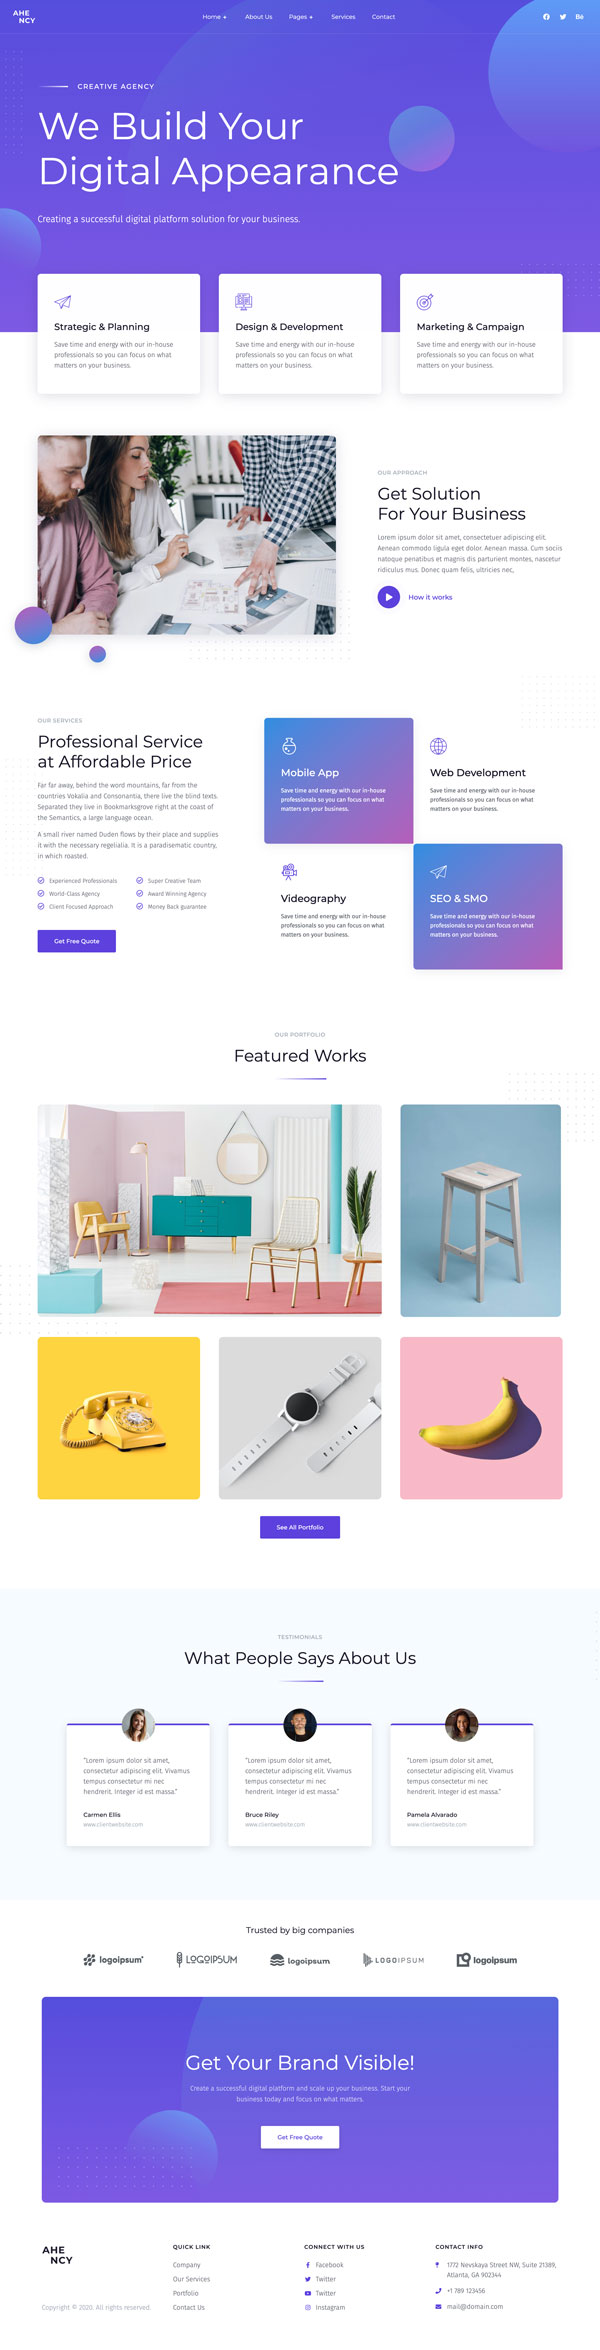 AHE
NCY
Home + About Us Pages + Services Contact
Bē
CREATIVE AGENCY
We Build Your
Digital Appearance
Creating a successful digital platform solution for your business.
Strategic & Planning
Save time and energy with our in-house
professionals so you can focus on what
matters on your business.
Design & Development
Save time and energy with our in-house
professionals so you can focus on what
matters on your business.
Marketing & Campaign
Save time and energy with our in-house
professionals so you can focus on what
matters on your business.
OUR APPROACH
Get Solution
For Your Business
Lorem ipsum dolor sit amet, consectetuer adipiscing elit.
Aenean commodo ligula eget dolor. Aenean massa. Cum sociis
natoque penatibus et magnis dis parturient montes, nascetur
ridiculus mus. Donec quam felis, ultricies nec,
How it works
OUR SERVICES
Professional Service
at Affordable Price
Far far away, behind the word mountains, far from the
countries Vokalia and Consonantia, there live the blind texts.
Separated they live in Bookmarksgrove right at the coast of
the Semantics, a large language ocean.
A small river named Duden flows by their place and supplies
it with the necessary regelialia. It is a paradisematic country,
in which roasted.
Experienced Professionals
World-Class Agency
Client Focused Approach
Super Creative Team
Award Winning Agency
Money Back guarantee
Get Free Quote
Mobile App
Save time and energy with our in-house
professionals so you can focus on what
matters on your business.
Web Development
Save time and energy with our in-house
professionals so you can focus on what
matters on your business.
Videography
Save time and energy with our in-house
professionals so you can focus on what
matters on your business.
SEO & SMO
Save time and energy with our in-house
professionals so you can focus on what
matters on your business.
OUR PORTFOLIO
Featured Works
See All Portfolio
TESTIMONIALS
What People Says About Us
"Lorem ipsum dolor sit amet,
consectetur adipiscing elit. Vivamus
tempus consectetur mi nec
hendrerit. Integer id est massa."
Carmen Ellis
www.clientwebsite.com
"Lorem ipsum dolor sit amet,
consectetur adipiscing elit. Vivamus
tempus consectetur mi nec
hendrerit. Integer id est massa."
Bruce Riley
www.clientwebsite.com
"Lorem ipsum dolor sit amet,
consectetur adipiscing elit. Vivamus
tempus consectetur mi nec
hendrerit. Integer id est massa."
Pamela Alvarado
www.clientwebsite.com
Trusted by big companies
logoipsum LOGOIPSUM logoipsum LOGOIPSUM logoipsum
Get Your Brand Visible!
Create a successful digital platform and scale up your business. Start your
business today and focus on what matters.
Get Free Quote
AHE
NCY
Copyright © 2020. All rights reserved.
QUICK LINK
Company
Our Services
Portfolio
Contact Us
CONNECT WITH US
Facebook
Twitter
Twitter
Instagram
CONTACT INFO
1772 Nevskaya Street NW, Suite 21389,
Atlanta, GA 902344
+1 789 123456
mail@domain.com